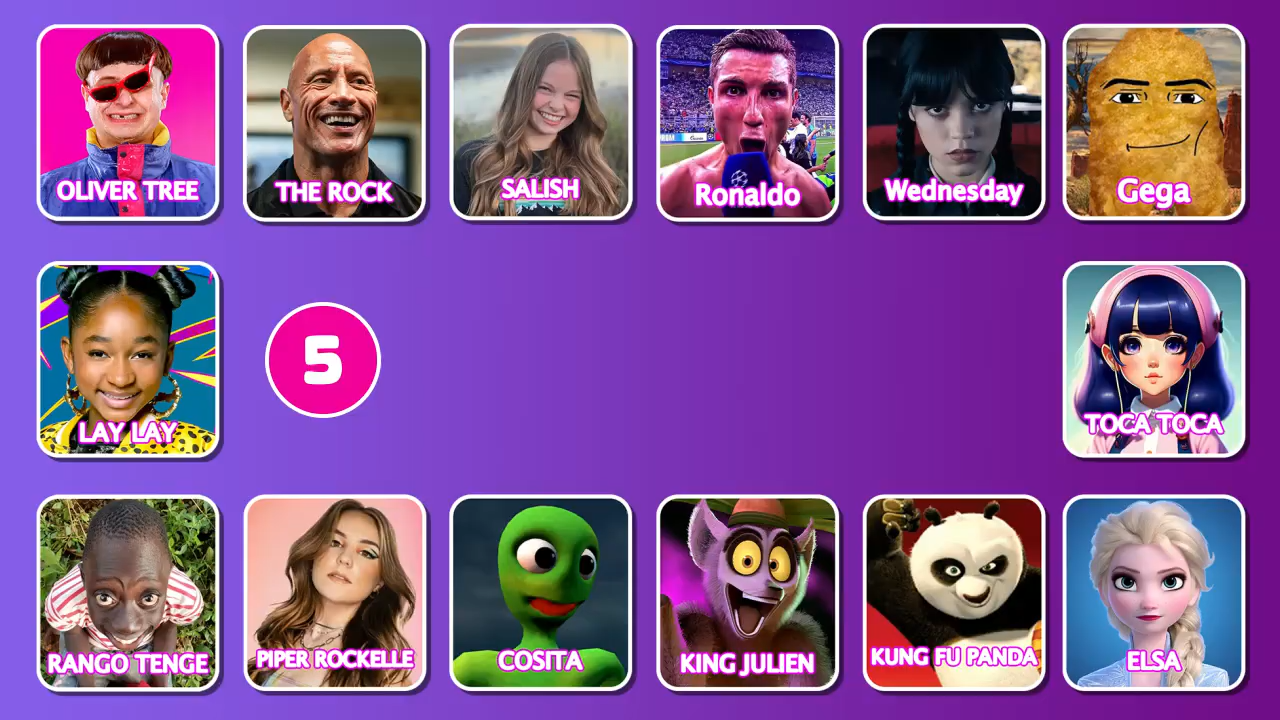 OLIVER TREE
THE ROCK
SALISH
Ronaldo
Wednesday
Gega
LAY LAY
5
TOCA TOCA
RANGO TENGE
PIPER ROCKELLE
COSITA
KING JULIEN
KUNG FU PANDA
ELSA